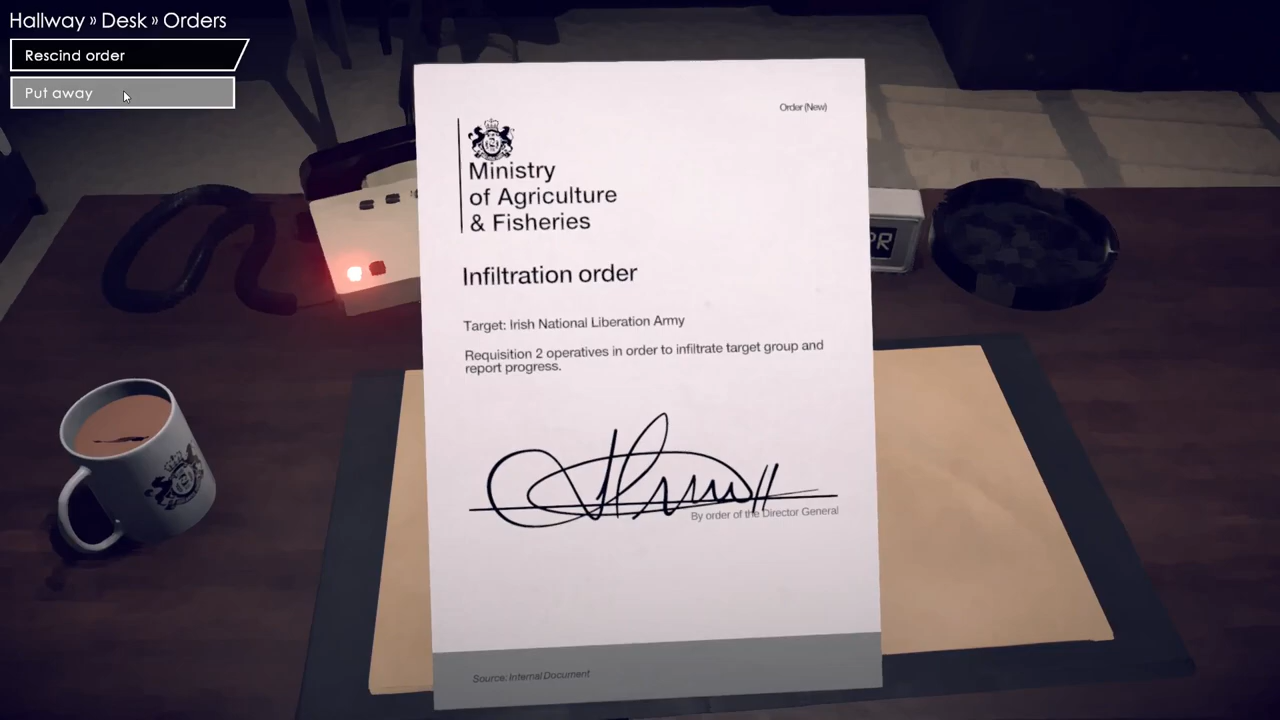 Hallway » Desk » Orders
Rescind order
Put away
Order (New)
Ministry
of Agriculture
& Fisheries
Infiltration order
Target: Irish National Liberation Army
Requisition 2 operatives in order to infiltrate target group and
report progress.
By order of the Director General
Source: Internal Document
PR